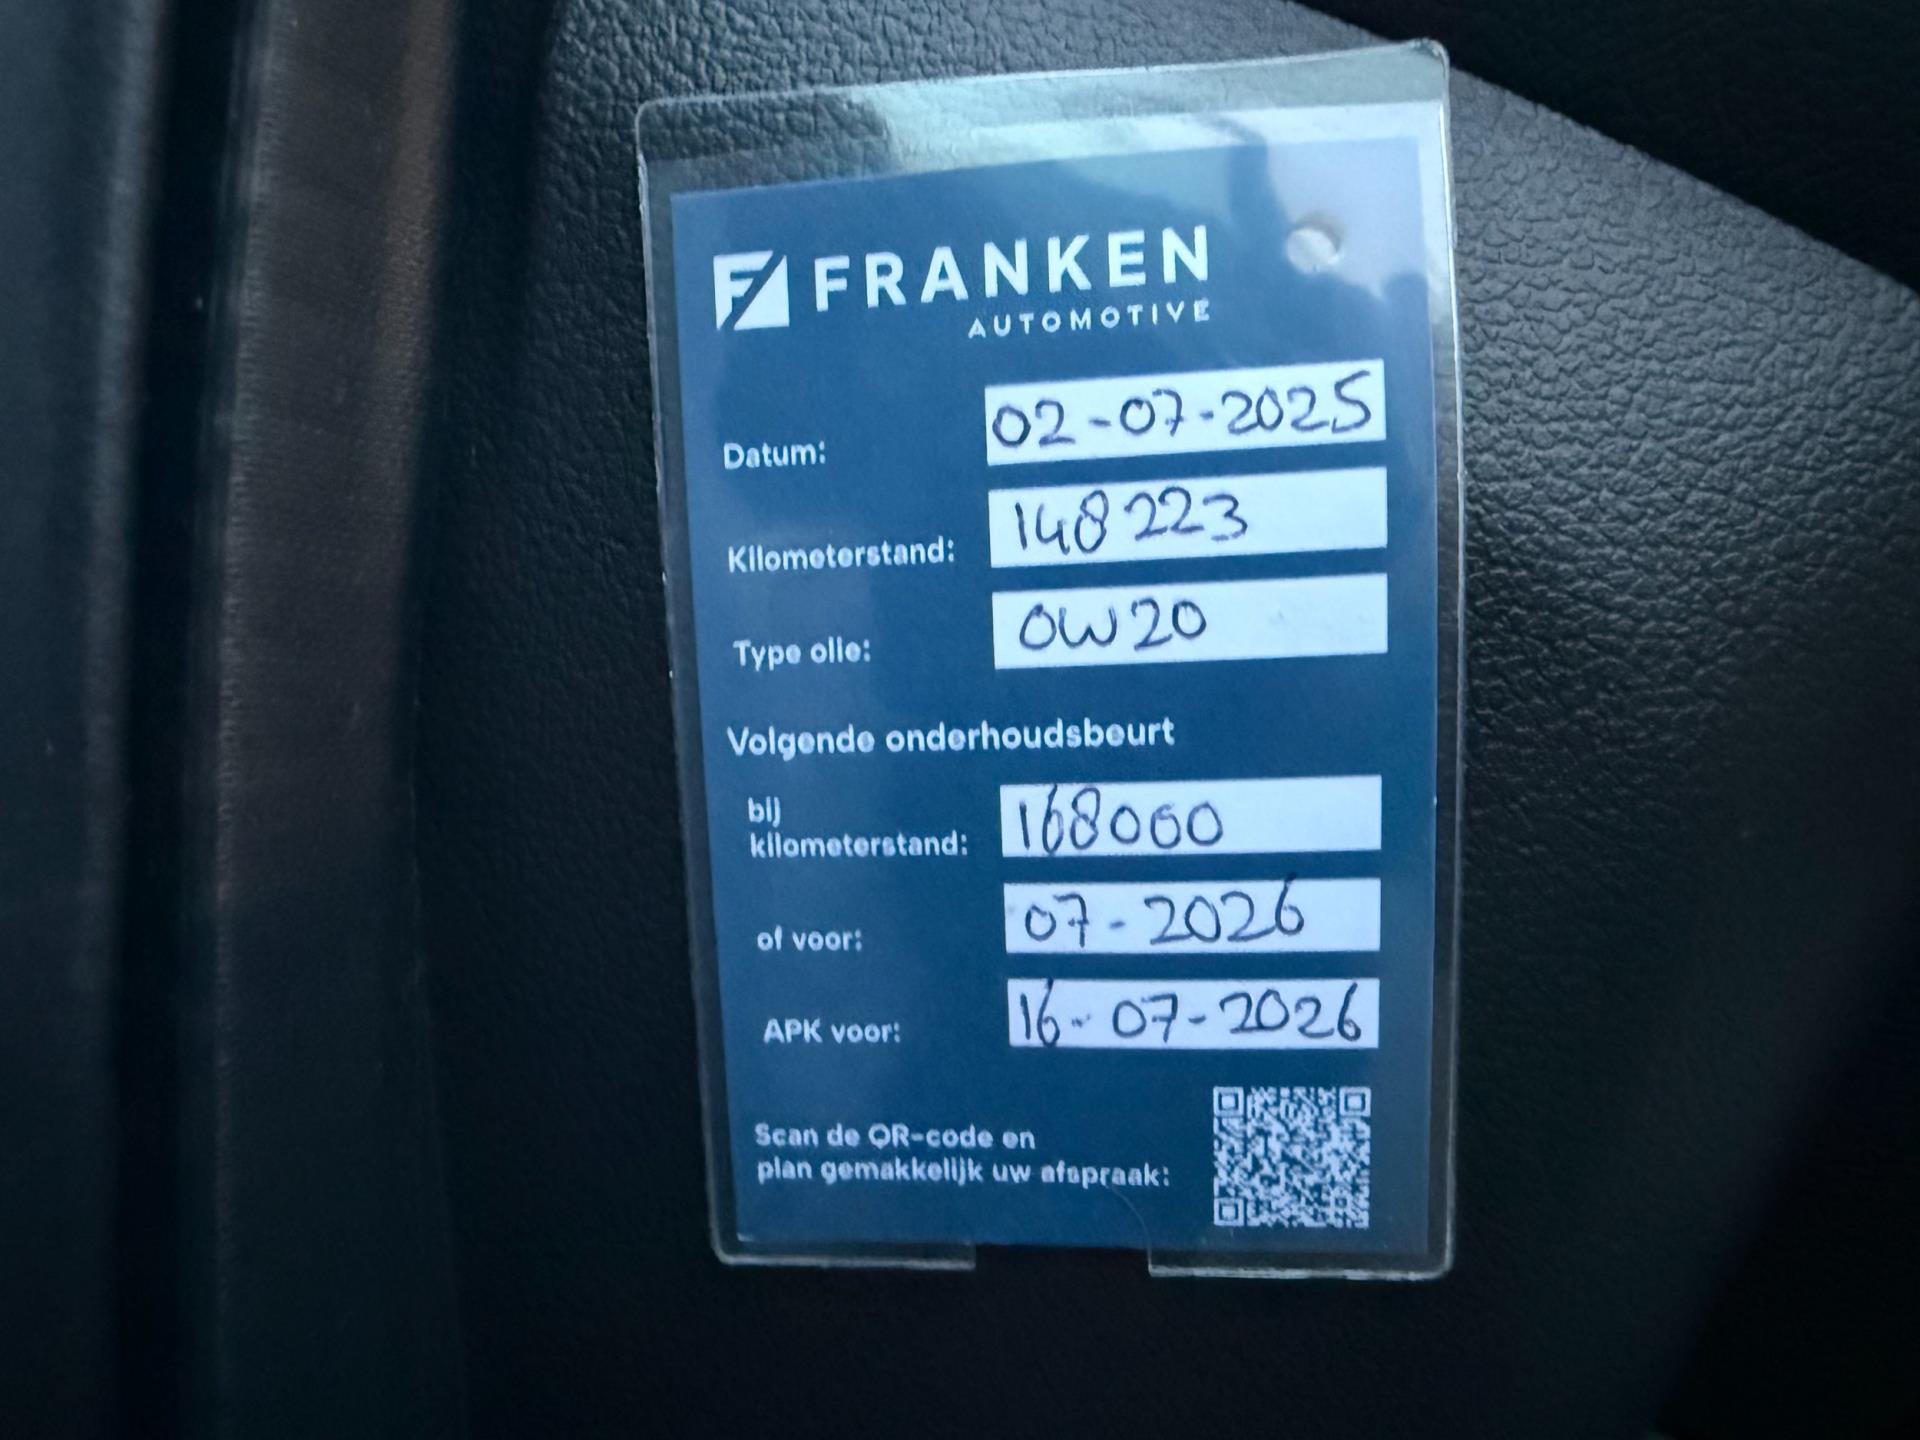 FRANKEN
AUTOMOTIVE
Datum: 02-07-2025
Kilometerstand: 148223
Type olie: 0W20
Volgende onderhoudsbeurt
bij
kilometerstand: 168000
of voor: 07-2026
APK voor: 16-07-2026
Scan de QR-code en
plan gemakkelijk uw afspraak: